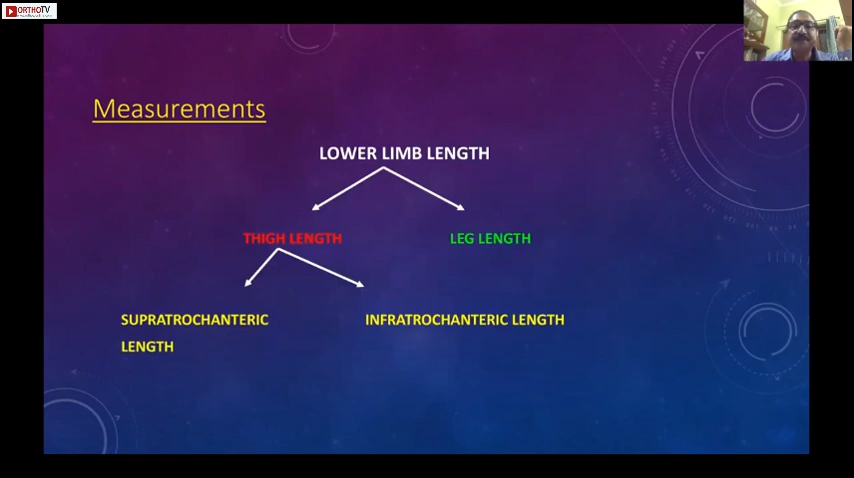 ORTHOTV
Measurements
LOWER LIMB LENGTH
THIGH LENGTH
LEG LENGTH
SUPRATROCHANTERIC
LENGTH
INFRATROCHANTERIC LENGTH